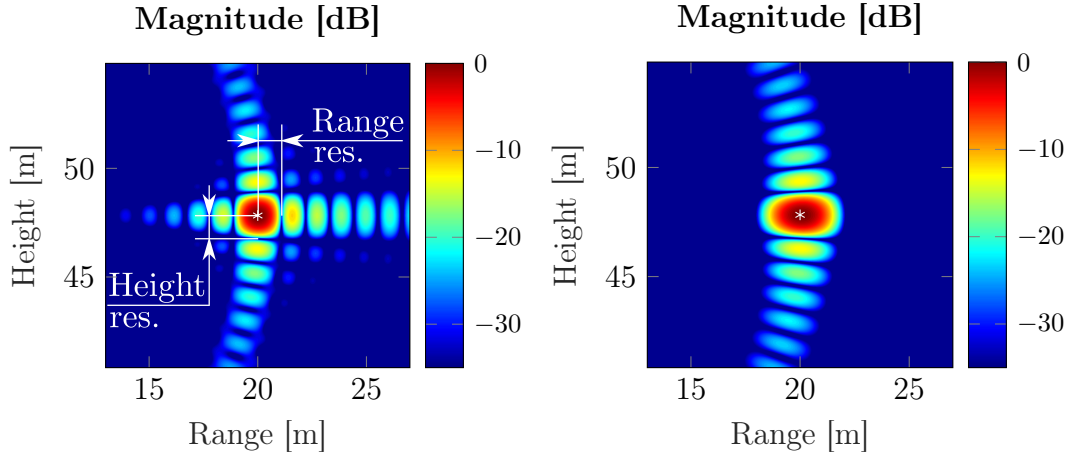 Magnitude [dB]
Height [m]
50
45
Range
res.
Height
res.
15
20
25
Range [m]
0
−10
−20
−30
Magnitude [dB]
Height [m]
50
45
15
20
25
Range [m]
0
−10
−20
−30